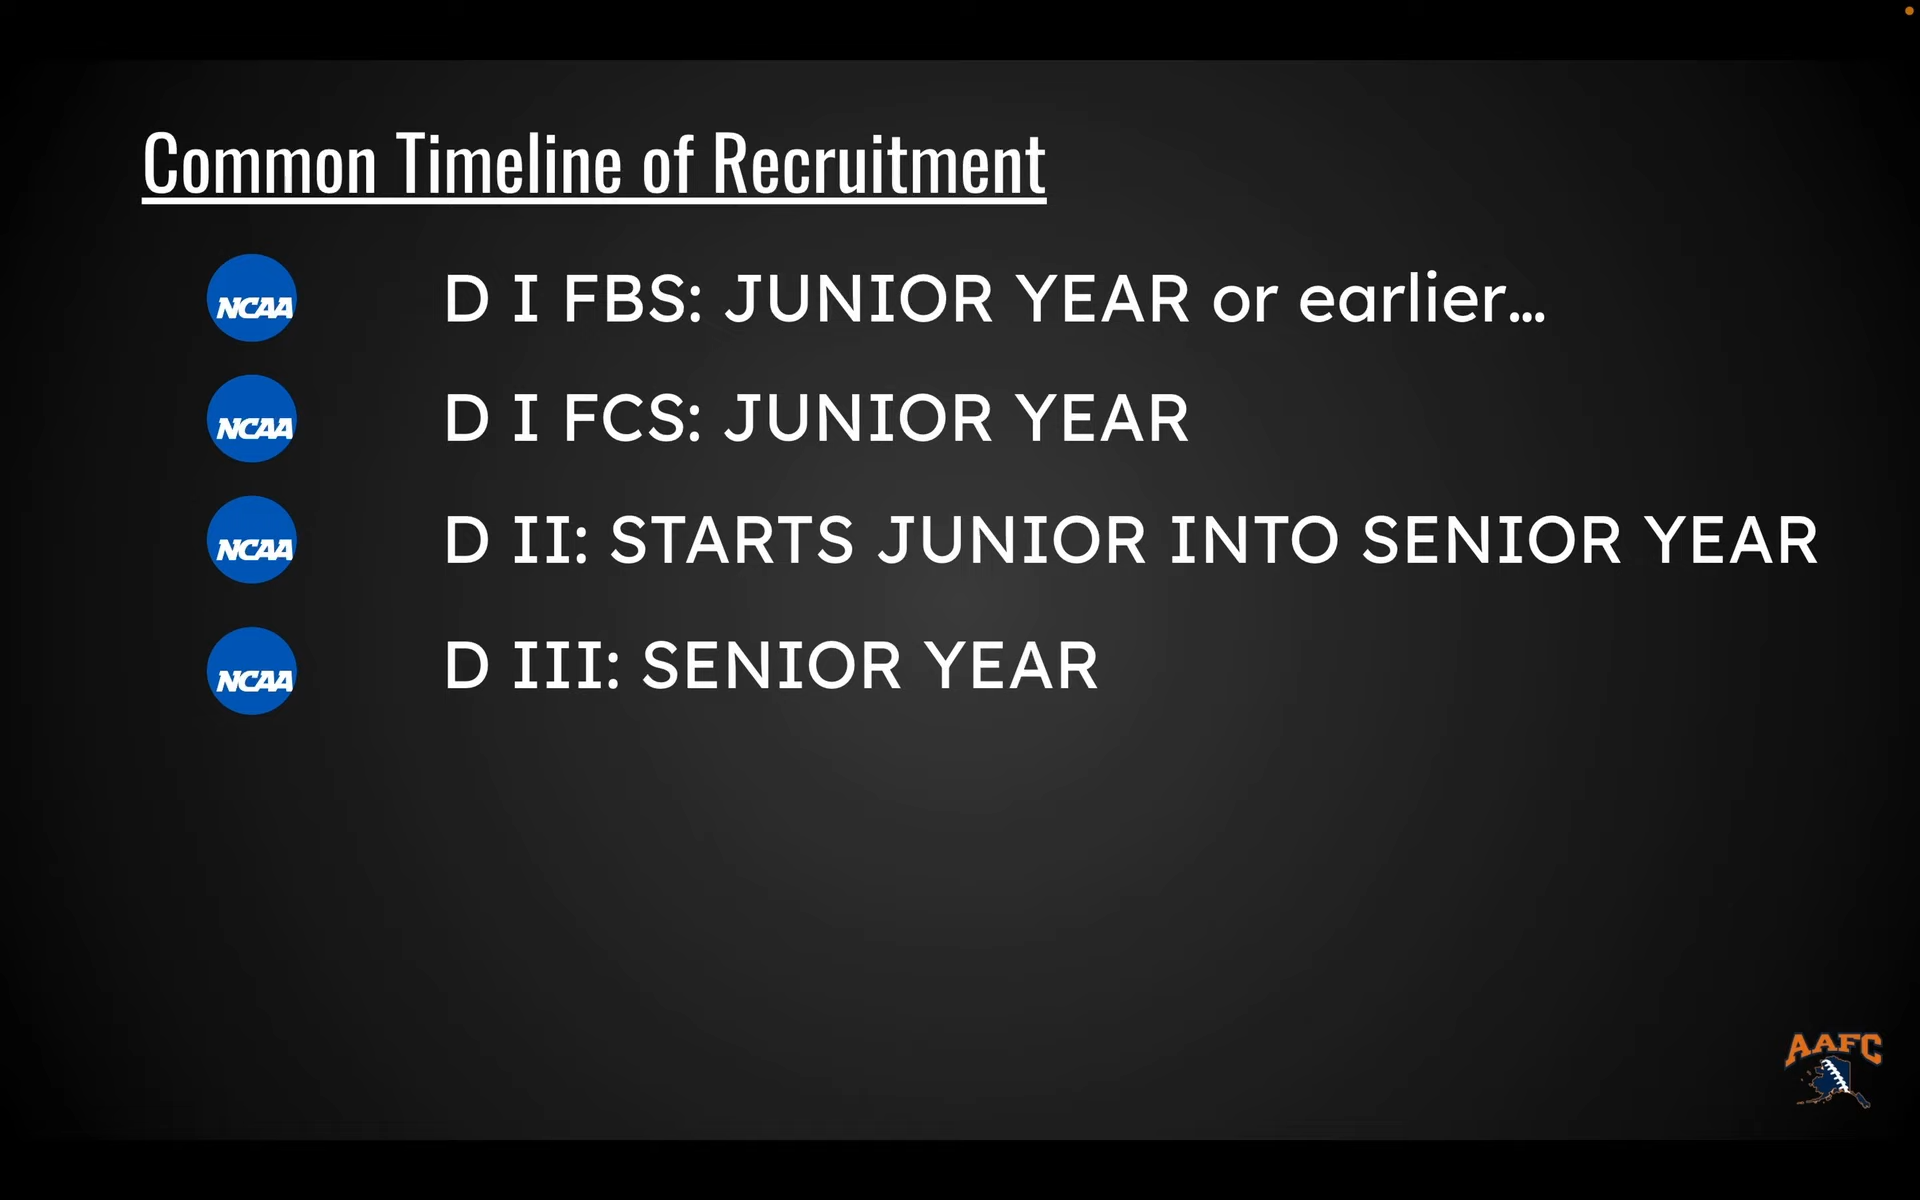 Common Timeline of Recruitment
NCAA D I FBS: JUNIOR YEAR or earlier...
NCAA D I FCS: JUNIOR YEAR
NCAA D II: STARTS JUNIOR INTO SENIOR YEAR
NCAA D III: SENIOR YEAR
AAFC